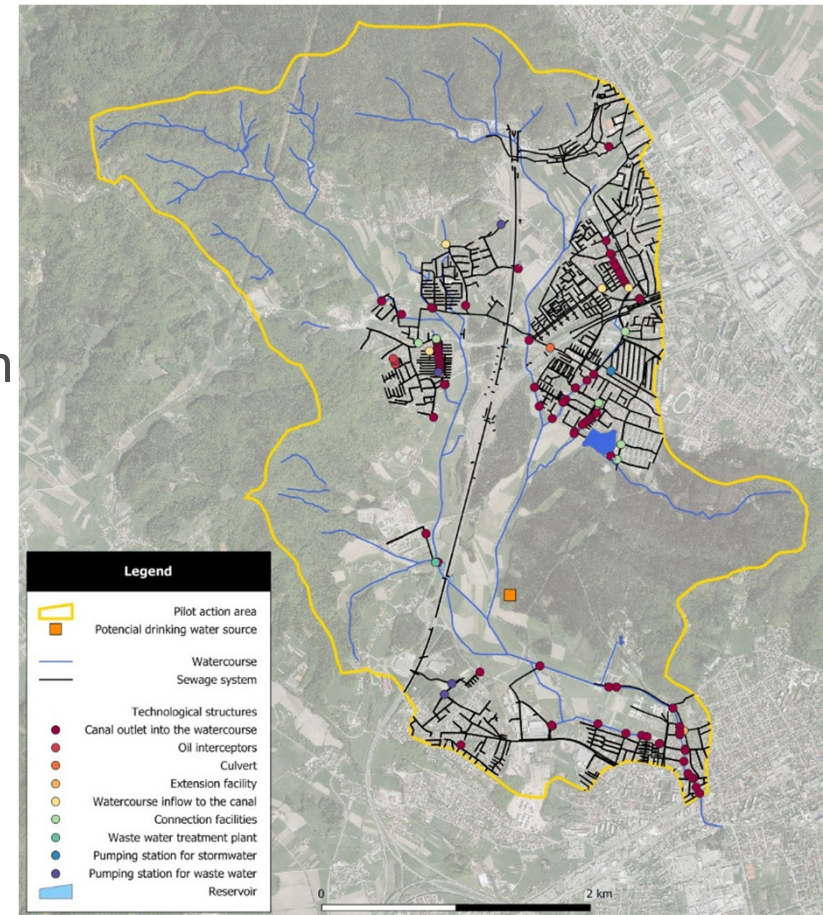 n
Legend
Pilot action area
Potencial drinking water source
Watercourse
Sewage system
Technological structures
Canal outlet into the watercourse
Oil interceptors
Culvert
Extension facility
Watercourse inflow to the canal
Connection facilities
Waste water treatment plant
Pumping station for stormwater
Pumping station for waste water
Reservoir
0 2 km